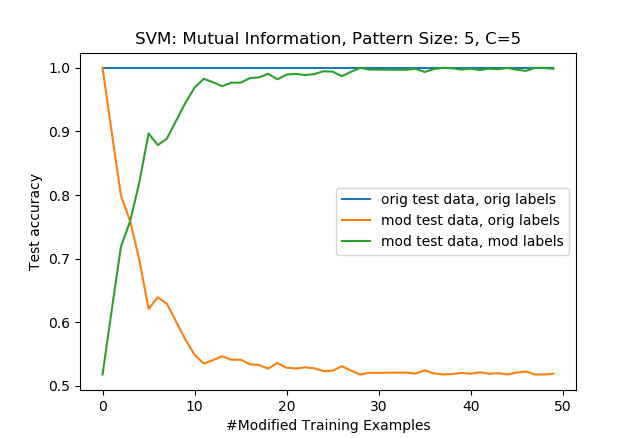 SVM: Mutual Information, Pattern Size: 5, C=5
Test accuracy
1.0
0.9
0.8
0.7
0.6
0.5
orig test data, orig labels
mod test data, orig labels
mod test data, mod labels
0 10 20 30 40 50
#Modified Training Examples